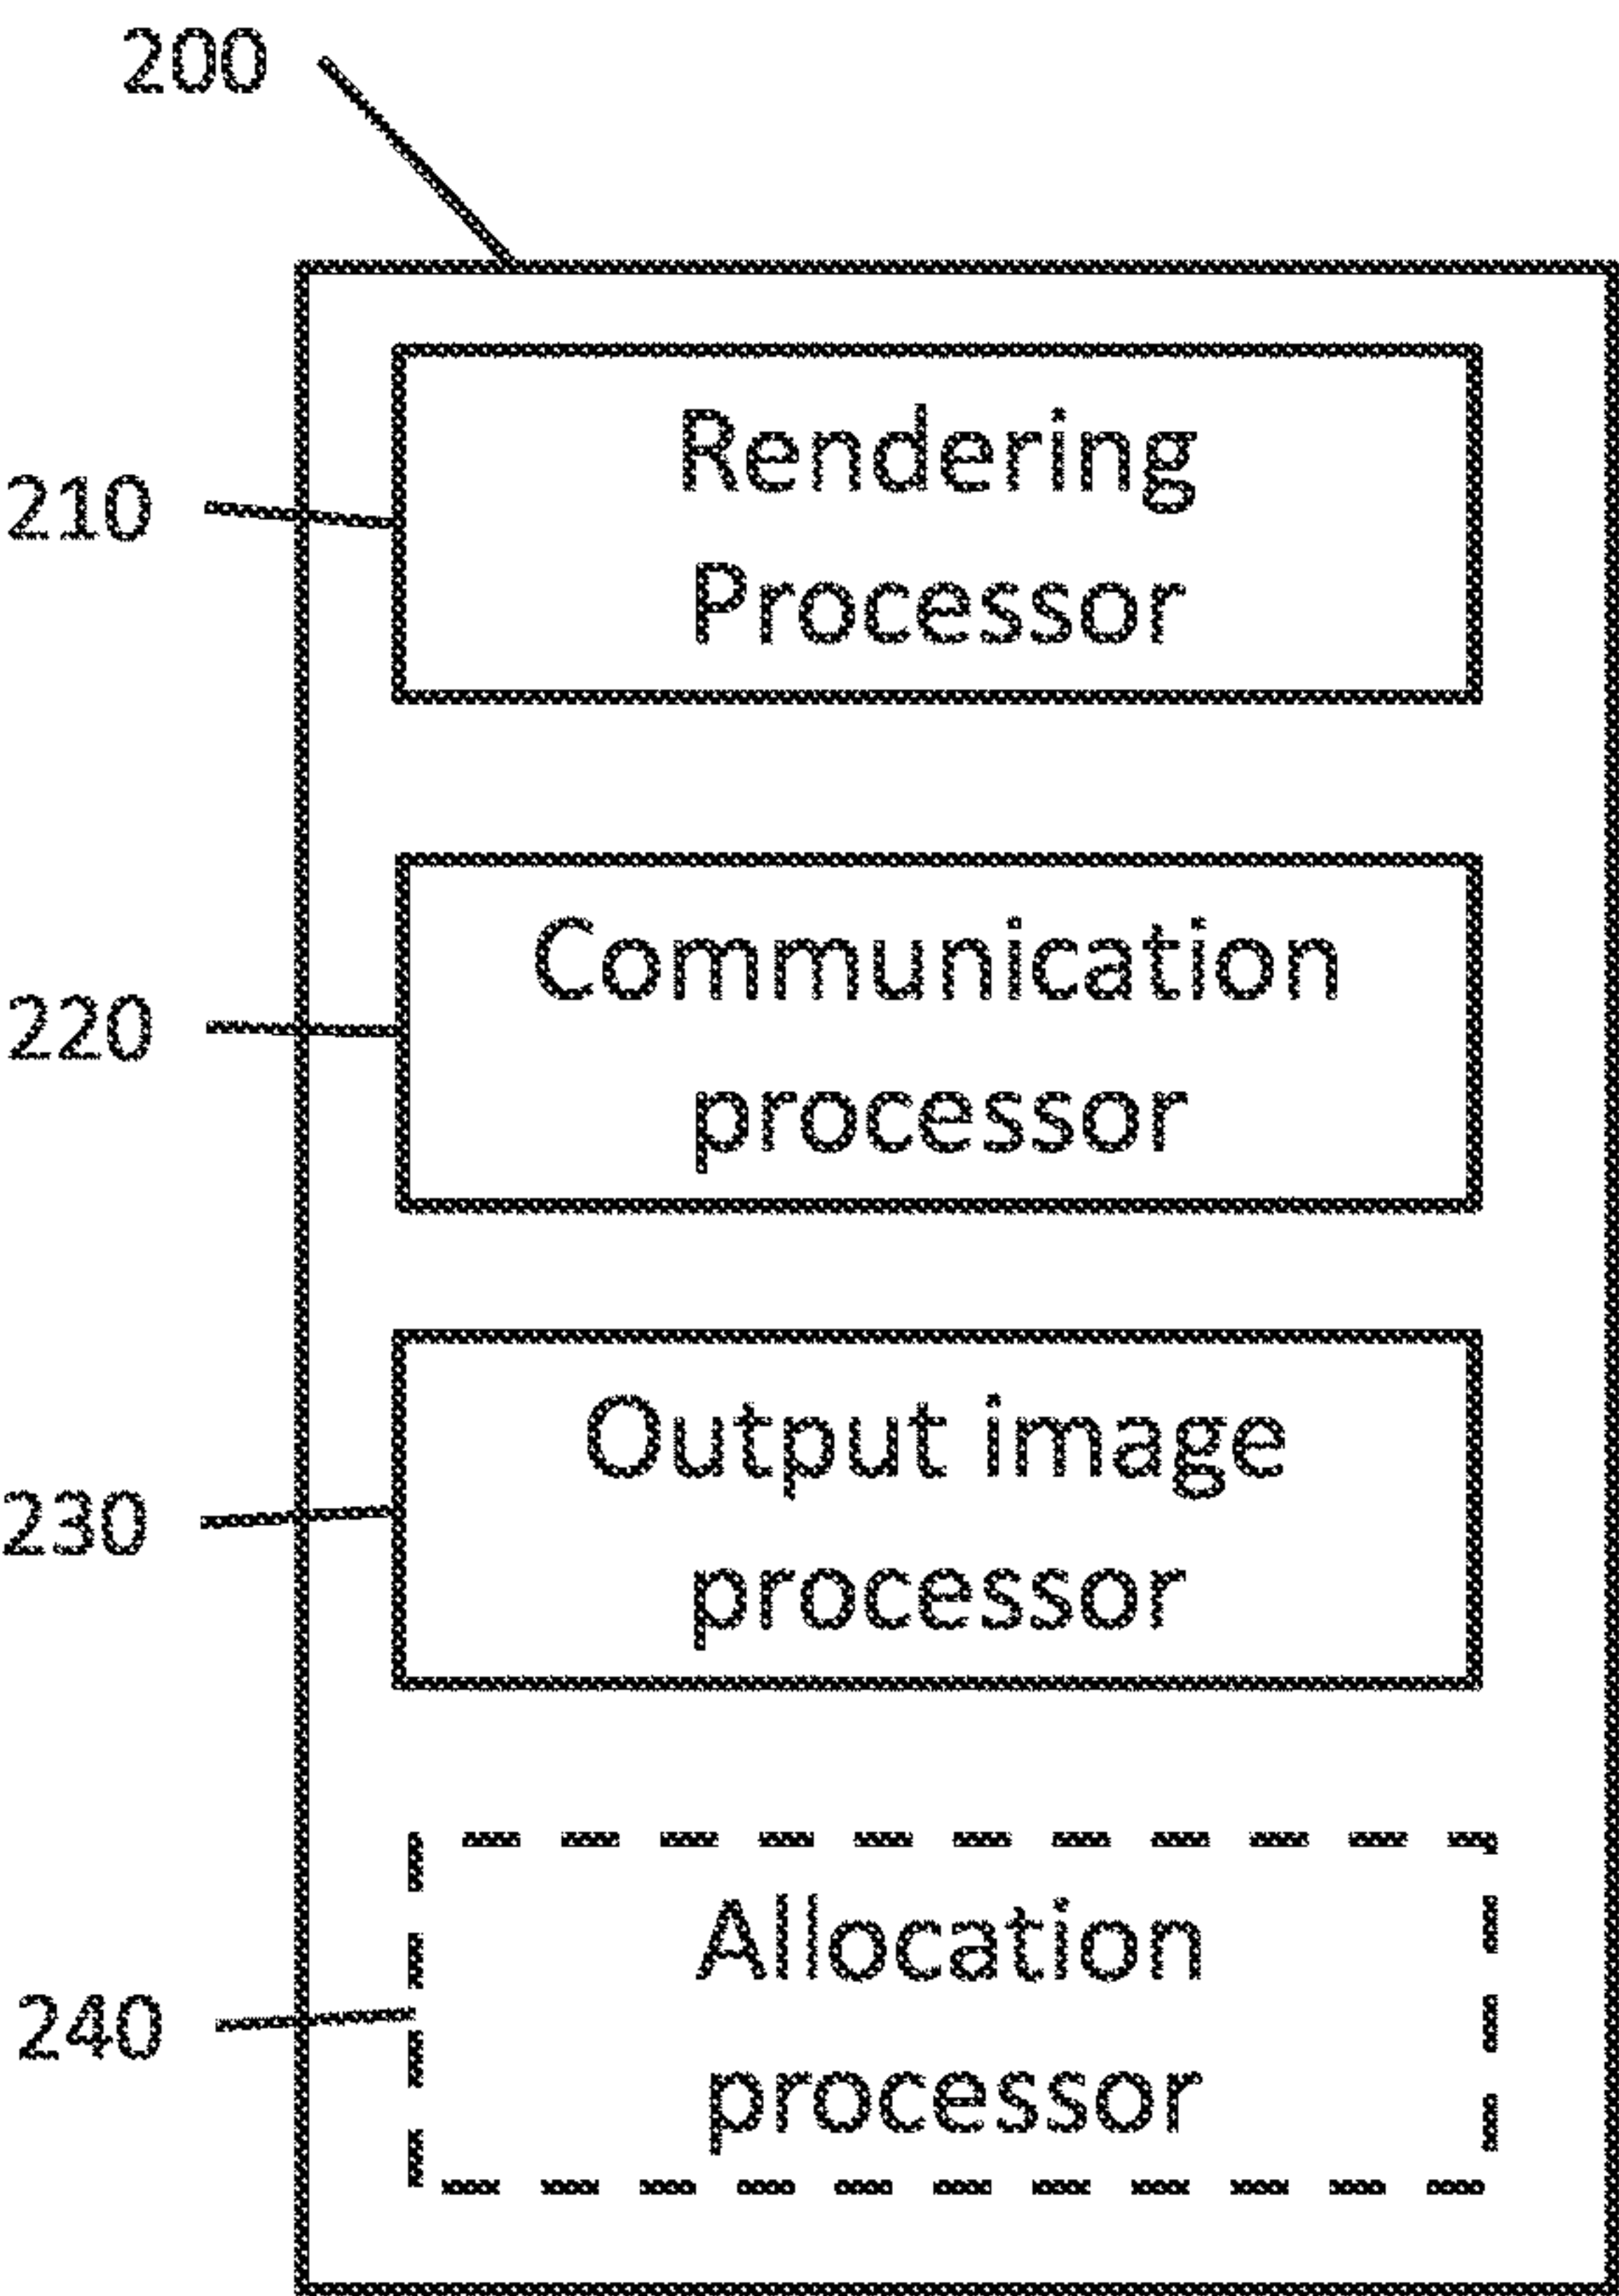 200
210
Rendering
Processor
220
Communication
processor
230
Output image
processor
240
Allocation
processor